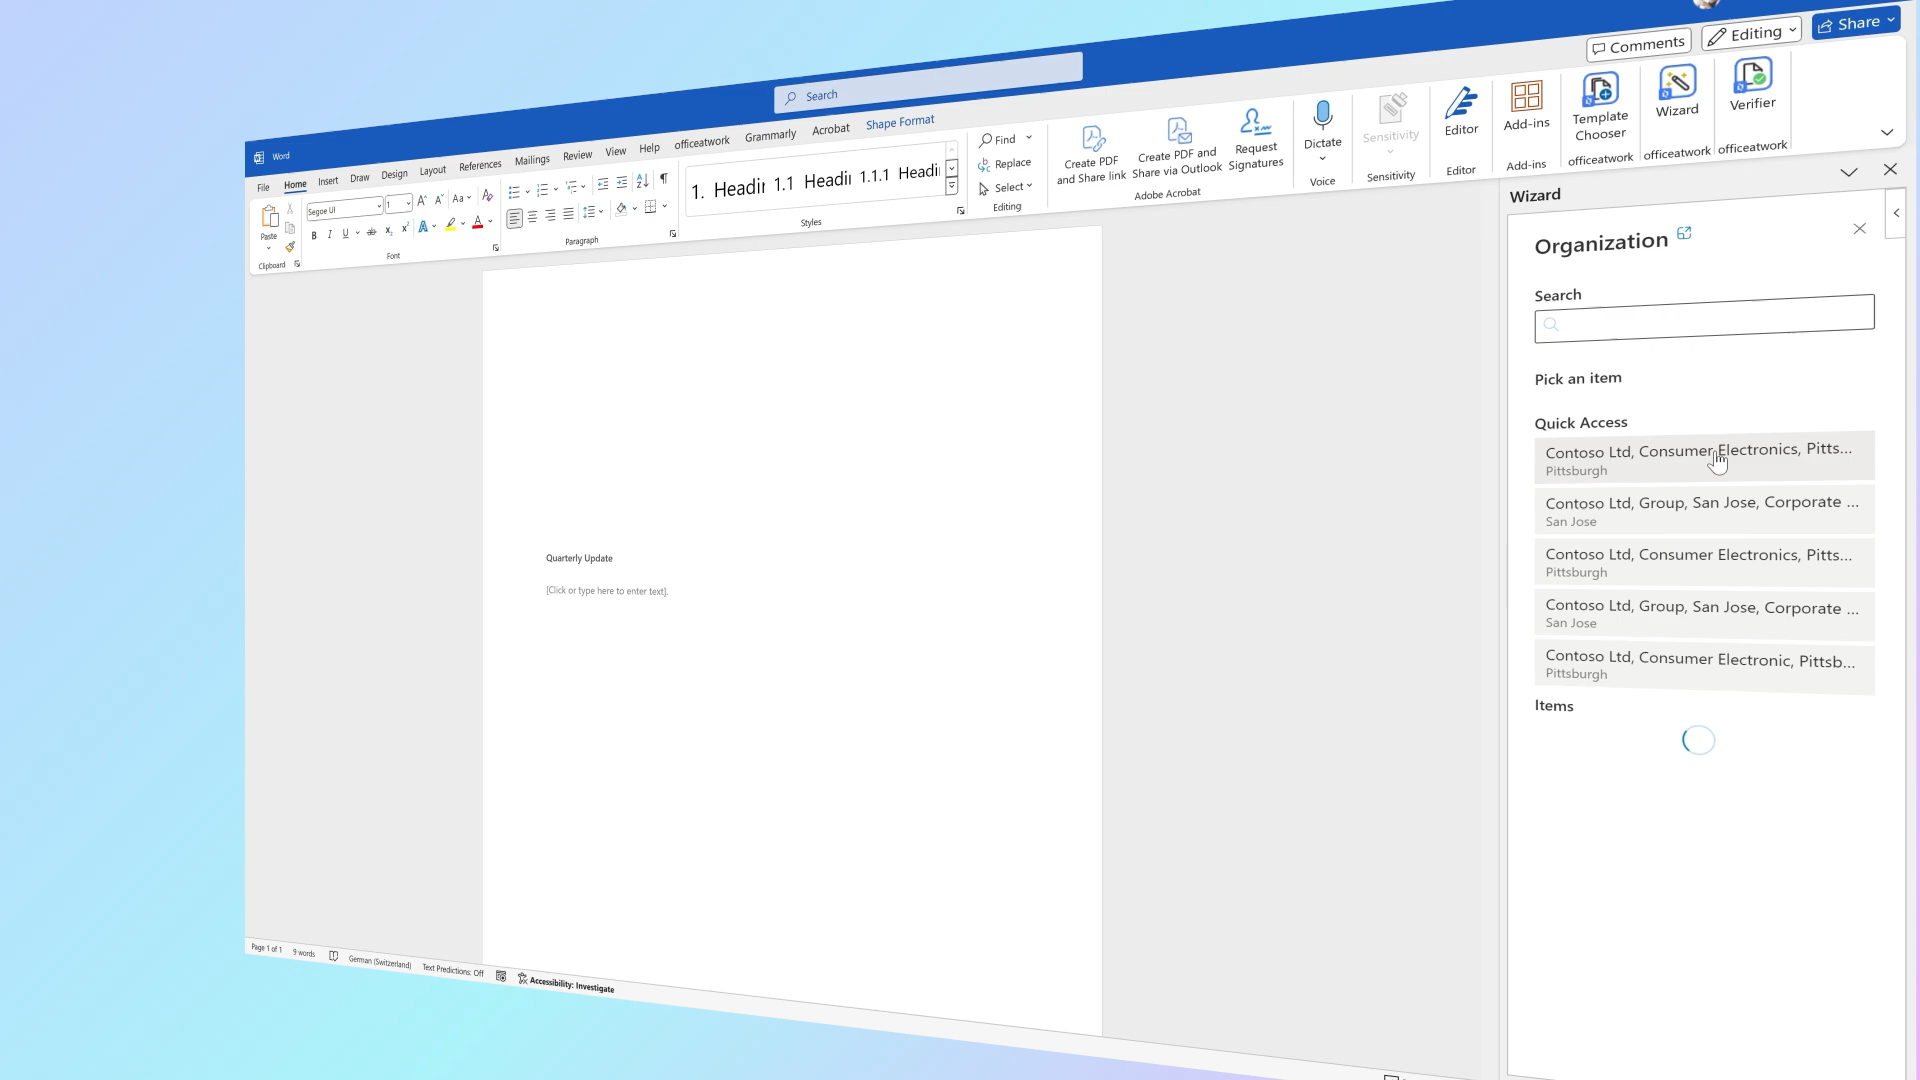 Word
Search
Comments
Editing
Share
File
Home
Insert
Draw
Design
Layout
References
Mailings
Review
View
Help
officeatwork
Grammarly
Acrobat
Shape Format
Paste
Clipboard
Segoe UI
1
Aa
B I U ab
Font
Paragraph
1. Headir 1.1 Headii 1.1.1 Headi
Styles
Find
Replace
Select
Editing
Create PDF
and Share link
Create PDF and
Share via Outlook
Request
Signatures
Adobe Acrobat
Dictate
Voice
Sensitivity
Sensitivity
Editor
Editor
Add-ins
Add-ins
Template
Chooser
officeatwork
Wizard
officeatwork
Verifier
officeatwork
Wizard
Organization
Search
Pick an item
Quick Access
Contoso Ltd, Consumer Electronics, Pitts...
Pittsburgh
Contoso Ltd, Group, San Jose, Corporate ...
San Jose
Contoso Ltd, Consumer Electronics, Pitts...
Pittsburgh
Contoso Ltd, Group, San Jose, Corporate ...
San Jose
Contoso Ltd, Consumer Electronic, Pittsb...
Pittsburgh
Items
Quarterly Update
[Click or type here to enter text].
Page 1 of 1
9 words
German (Switzerland)
Text Predictions: Off
Accessibility: Investigate